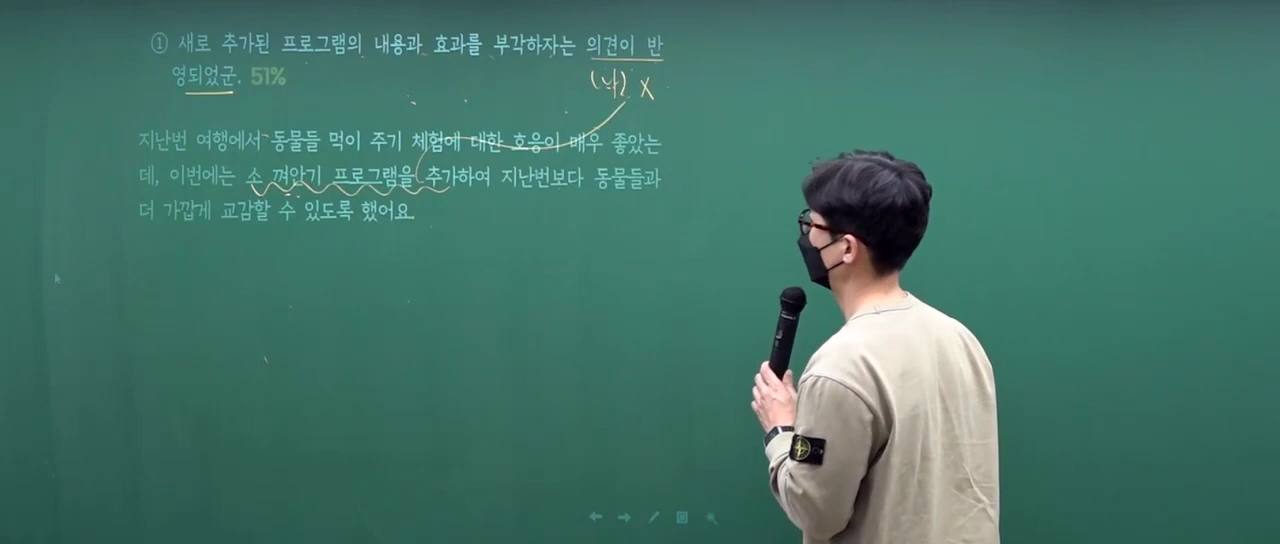 ① 새로 추가된 프로그램의 내용과 효과를 부각하자는 의견이 반
영되었군. 51%
(나) X
지난번 여행에서 동물들 먹이 주기 체험에 대한 호응이 매우 좋았는
데, 이번에는 소 껴안기 프로그램을 추가하여 지난번보다 동물들과
더 가깝게 교감할 수 있도록 했어요.